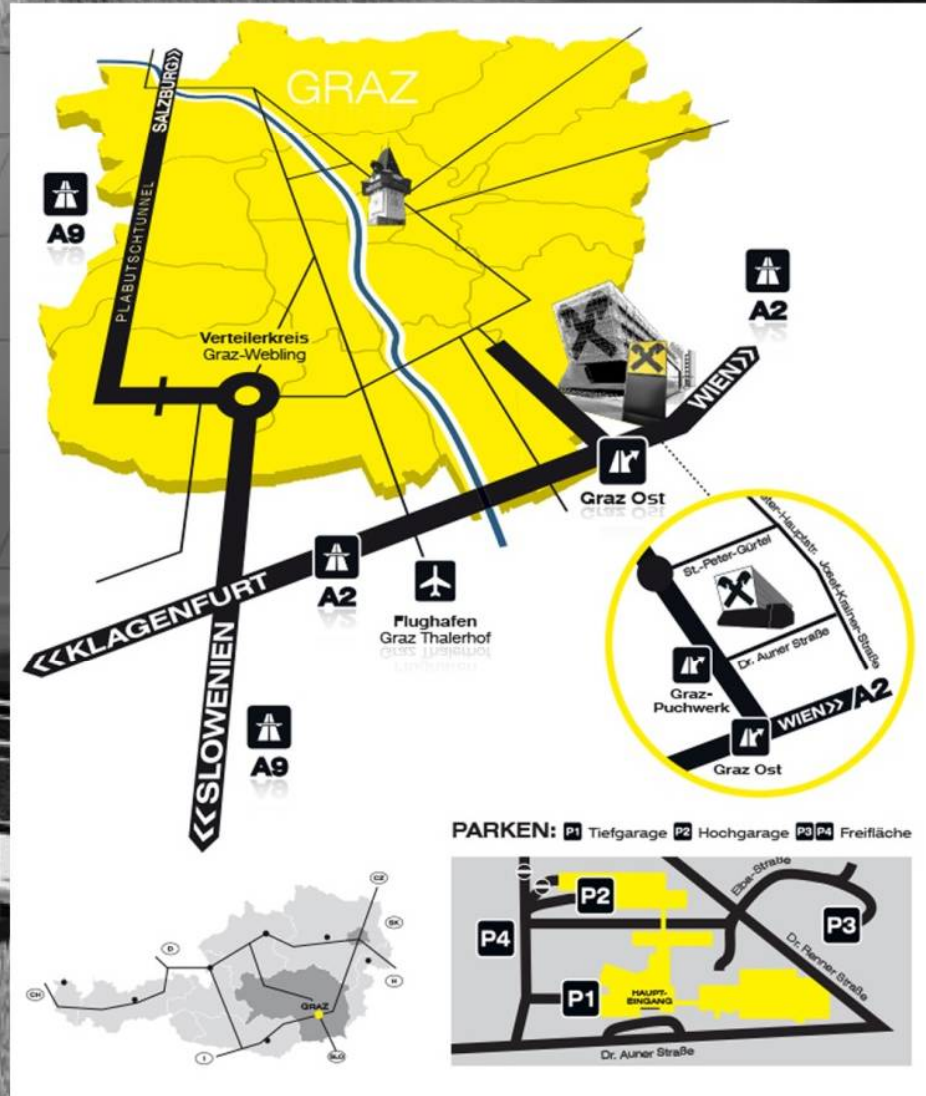 GRAZ
SALZBURG>>
PLABUTSCHTUNNEL
A9
Verteilerkreis
Graz-Webling
A2
WIEN>>
Graz Ost
<<KLAGENFURT
A2
Flughafen
Graz Thalerhof
<<SLOWENIEN
A9
St.-Peter-Gürtel
Josef-Krainer-Straße
Dr. Auner Straße
Graz-
Puchwerk
WIEN>> A2
Graz Ost
PARKEN: P1 Tiefgarage P2 Hochgarage P3 P4 Freifläche
CZ
SK
D
H
CH
GRAZ
I
SLO
Elba-Straße
P2
P3
P4
Dr. Renner Straße
P1
HAUPT-
EINGANG
Dr. Auner Straße